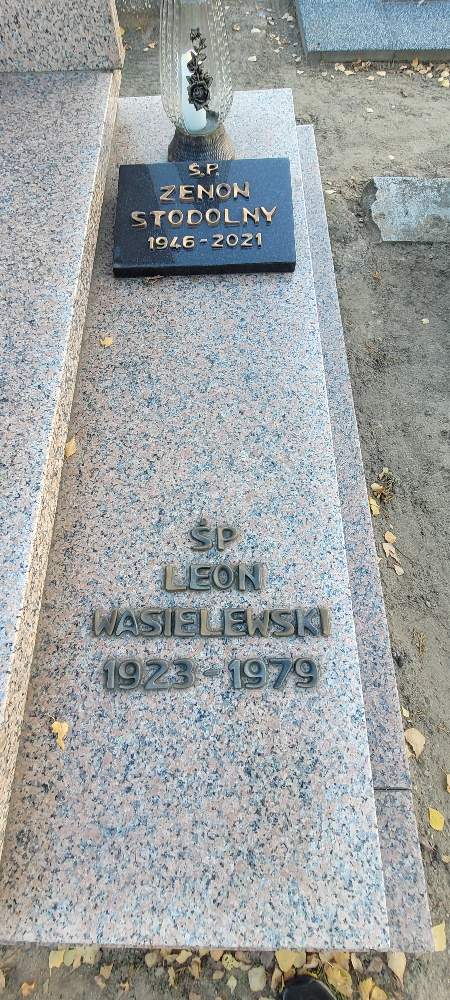 Ś.P.
ZENON
STODOLNY
1946-2021
ŚP
LEON
WASIELEWSKI
1923-1979